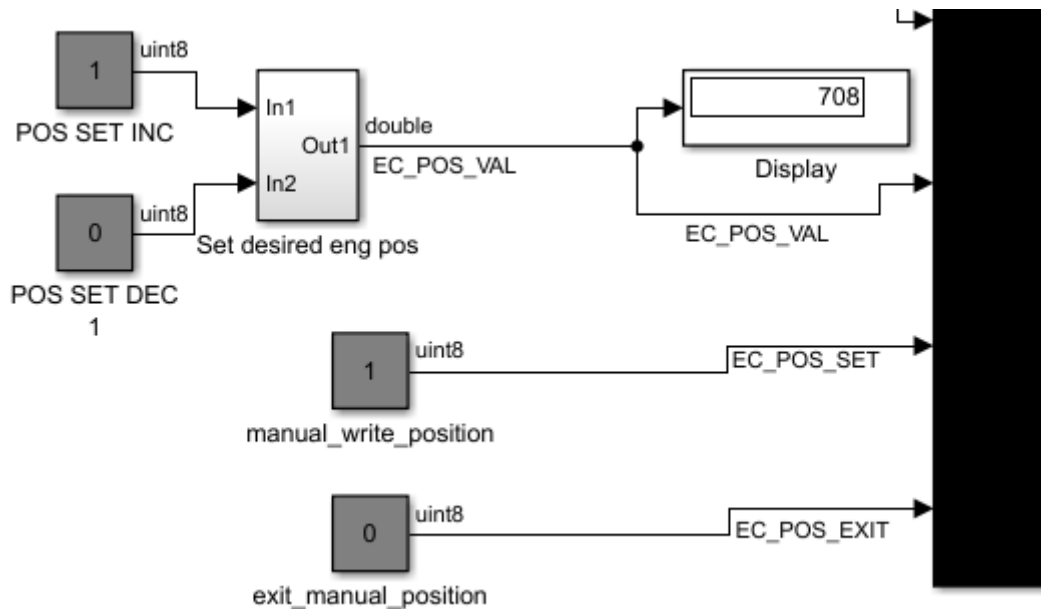 uint8
1
POS SET INC
In1
In2
Out1
Set desired eng pos
double
EC_POS_VAL
708
Display
EC_POS_VAL
uint8
0
POS SET DEC
1
uint8
1
manual_write_position
EC_POS_SET
uint8
0
exit_manual_position
EC_POS_EXIT